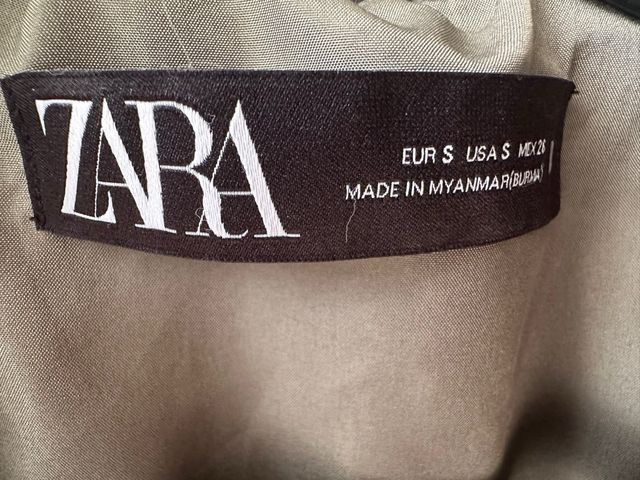 ZARA
EUR S USA S MEX 26
MADE IN MYANMAR(BURMA)